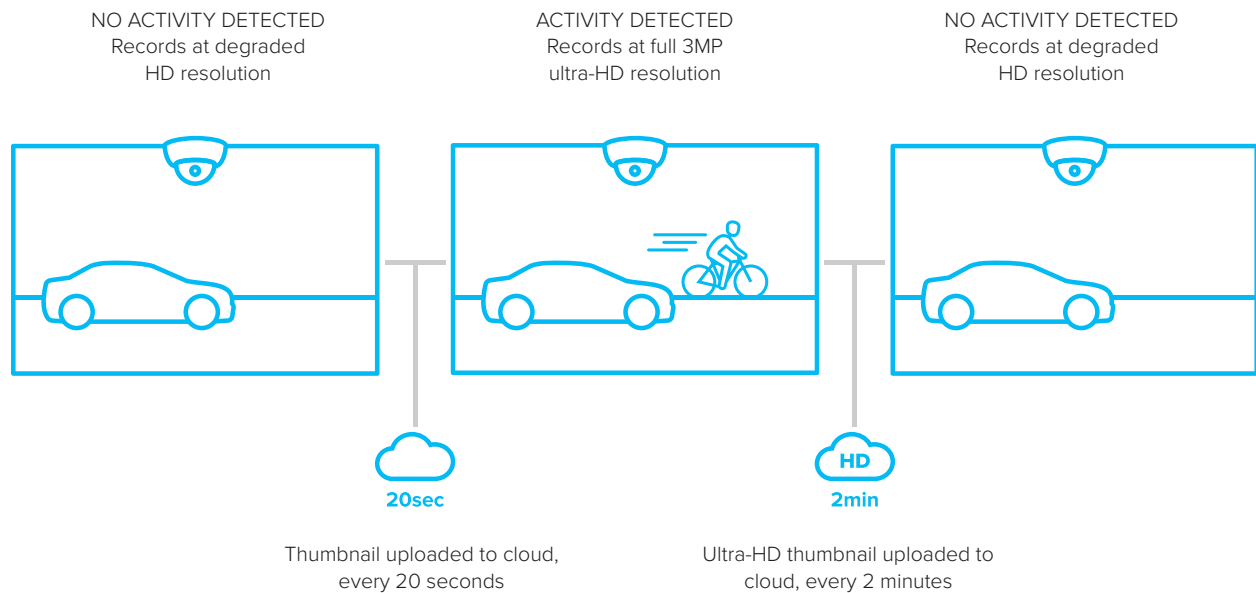 NO ACTIVITY DETECTED
Records at degraded
HD resolution
ACTIVITY DETECTED
Records at full 3MP
ultra-HD resolution
NO ACTIVITY DETECTED
Records at degraded
HD resolution
20sec
HD
2min
Thumbnail uploaded to cloud,
every 20 seconds
Ultra-HD thumbnail uploaded to
cloud, every 2 minutes